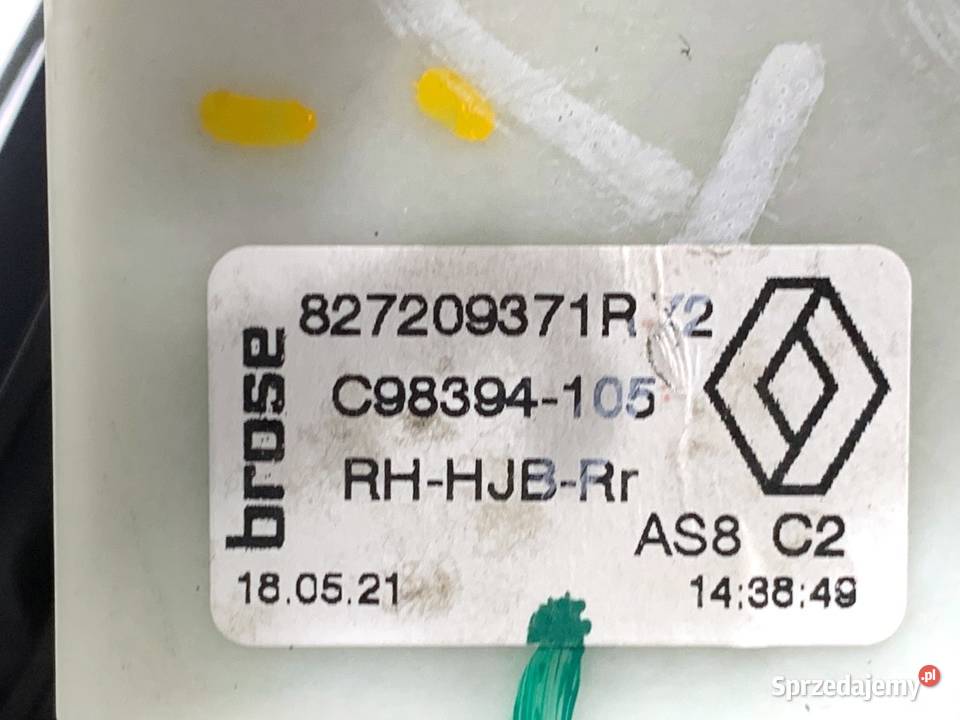 827209371R
C98394-105
RH-HJB-Rr
brose
AS8 C2
18.05.21 14:38:49
Sprzedajemy.pl